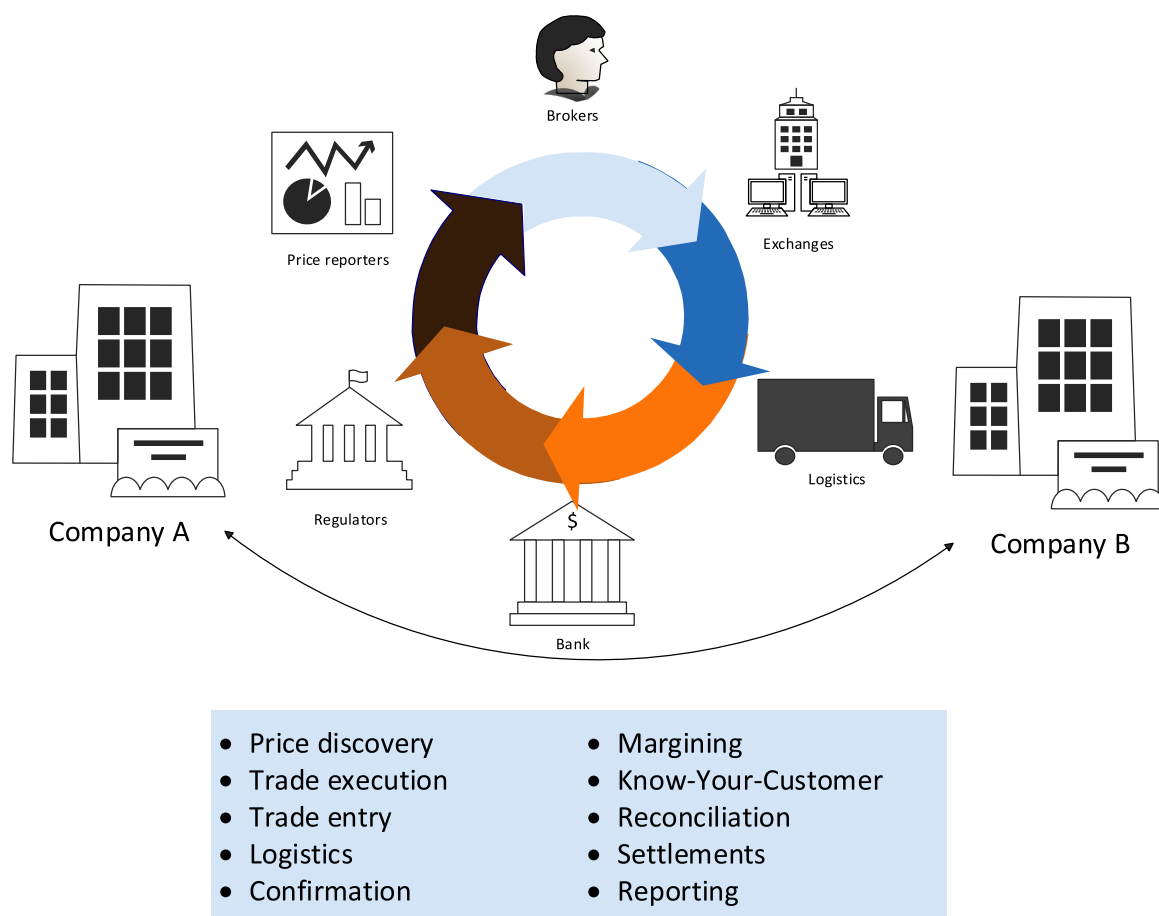 Brokers
Exchanges
Price reporters
Logistics
Regulators
$
Bank
Company A
Company B
• Price discovery
• Trade execution
• Trade entry
• Logistics
• Confirmation
• Margining
• Know-Your-Customer
• Reconciliation
• Settlements
• Reporting